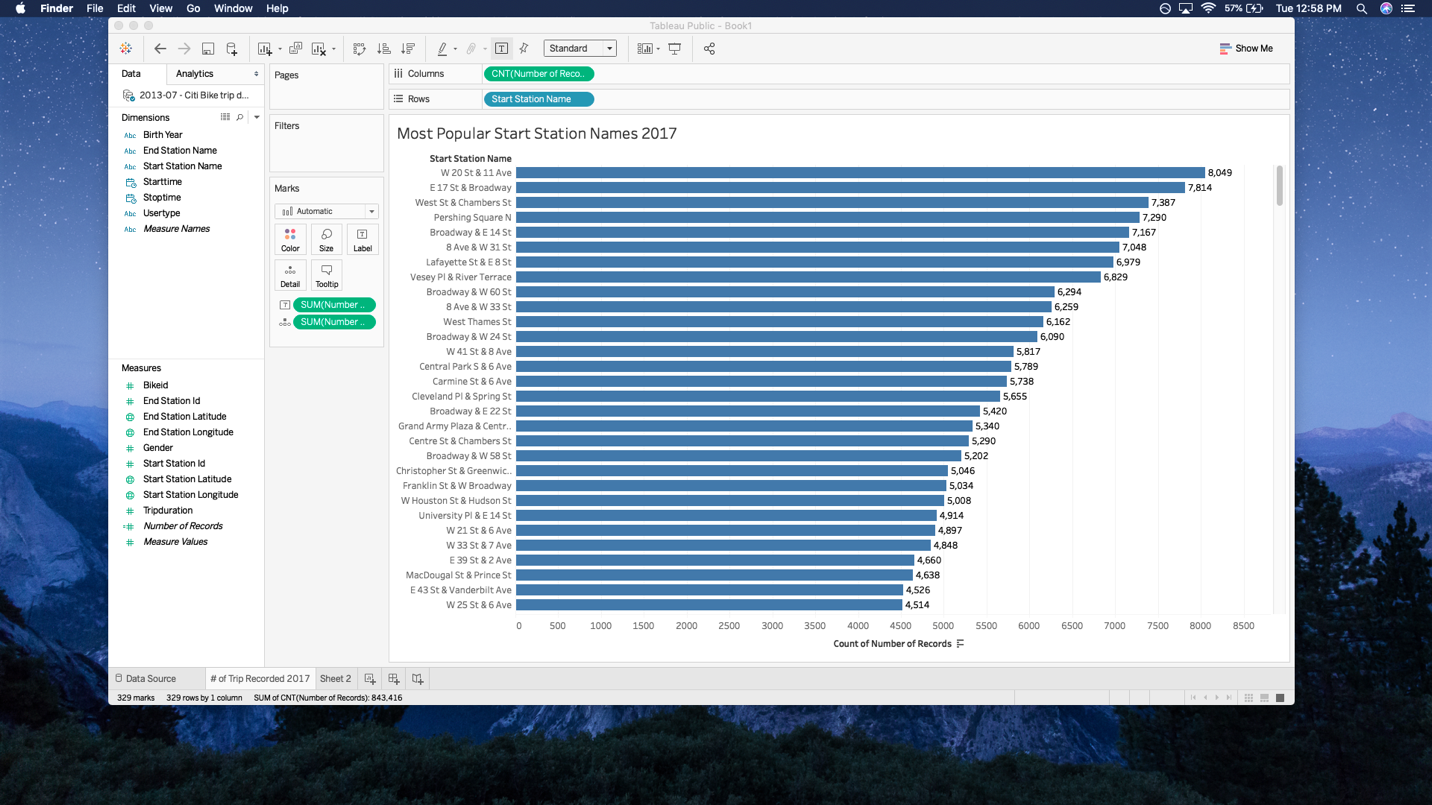 Finder File Edit View Go Window Help
57% Tue 12:58 PM
Tableau Public - Book1
Standard
Show Me
Data Analytics
2013-07 - Citi Bike trip d...
Dimensions
Abc Birth Year
Abc End Station Name
Abc Start Station Name
Starttime
Stoptime
Abc Usertype
Abc Measure Names
Measures
# Bikeid
# End Station Id
End Station Latitude
End Station Longitude
# Gender
# Start Station Id
Start Station Latitude
Start Station Longitude
# Tripduration
=# Number of Records
# Measure Values
Pages
Filters
Marks
Automatic
Color Size Label
Detail Tooltip
SUM(Number ..
SUM(Number ..
Columns CNT(Number of Reco..
Rows Start Station Name
Most Popular Start Station Names 2017
Start Station Name
W 20 St & 11 Ave 8,049
E 17 St & Broadway 7,814
West St & Chambers St 7,387
Pershing Square N 7,290
Broadway & E 14 St 7,167
8 Ave & W 31 St 7,048
Lafayette St & E 8 St 6,979
Vesey Pl & River Terrace 6,829
Broadway & W 60 St 6,294
8 Ave & W 33 St 6,259
West Thames St 6,162
Broadway & W 24 St 6,090
W 41 St & 8 Ave 5,817
Central Park S & 6 Ave 5,789
Carmine St & 6 Ave 5,738
Cleveland Pl & Spring St 5,655
Broadway & E 22 St 5,420
Grand Army Plaza & Centr.. 5,340
Centre St & Chambers St 5,290
Broadway & W 58 St 5,202
Christopher St & Greenwic.. 5,046
Franklin St & W Broadway 5,034
W Houston St & Hudson St 5,008
University Pl & E 14 St 4,914
W 21 St & 6 Ave 4,897
W 33 St & 7 Ave 4,848
E 39 St & 2 Ave 4,660
MacDougal St & Prince St 4,638
E 43 St & Vanderbilt Ave 4,526
W 25 St & 6 Ave 4,514
0 500 1000 1500 2000 2500 3000 3500 4000 4500 5000 5500 6000 6500 7000 7500 8000 8500
Count of Number of Records
Data Source # of Trip Recorded 2017 Sheet 2
329 marks 329 rows by 1 column SUM of CNT(Number of Records): 843,416